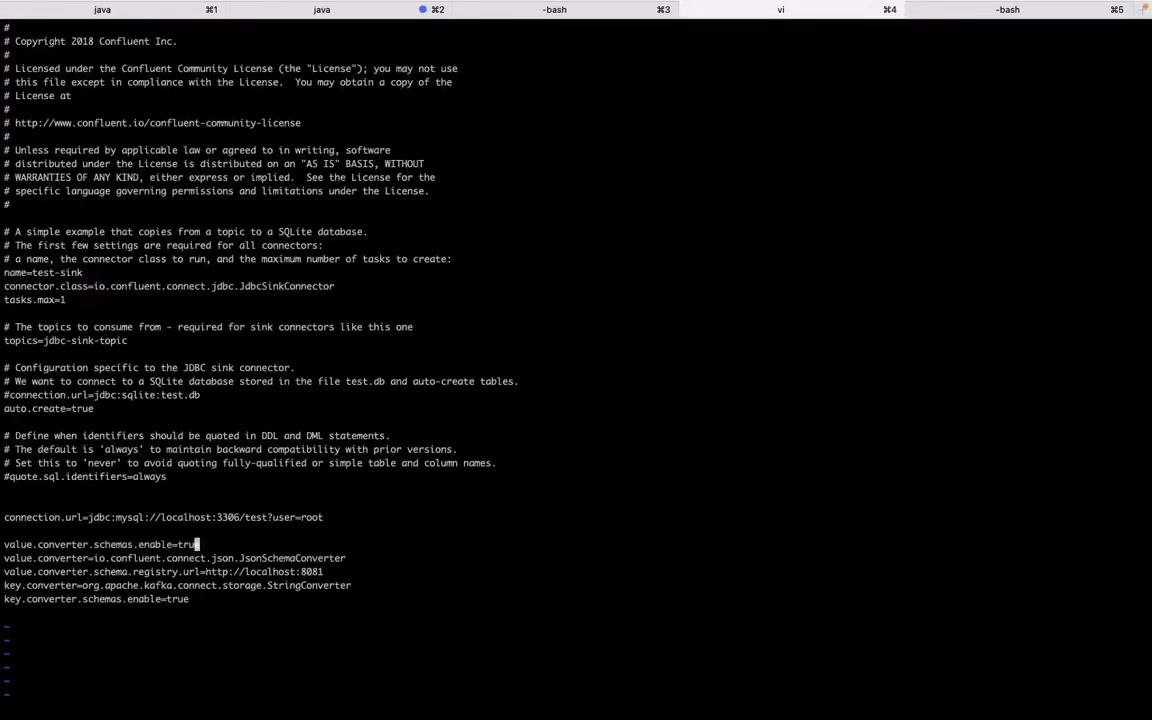 java ⌘1 java ⌘2 -bash ⌘3 vi ⌘4 -bash ⌘5
#
# Copyright 2018 Confluent Inc.
#
# Licensed under the Confluent Community License (the "License"); you may not use
# this file except in compliance with the License.  You may obtain a copy of the
# License at
#
# http://www.confluent.io/confluent-community-license
#
# Unless required by applicable law or agreed to in writing, software
# distributed under the License is distributed on an "AS IS" BASIS, WITHOUT
# WARRANTIES OF ANY KIND, either express or implied.  See the License for the
# specific language governing permissions and limitations under the License.
#
# A simple example that copies from a topic to a SQLite database.
# The first few settings are required for all connectors:
# a name, the connector class to run, and the maximum number of tasks to create:
name=test-sink
connector.class=io.confluent.connect.jdbc.JdbcSinkConnector
tasks.max=1
# The topics to consume from - required for sink connectors like this one
topics=jdbc-sink-topic
# Configuration specific to the JDBC sink connector.
# We want to connect to a SQLite database stored in the file test.db and auto-create tables.
#connection.url=jdbc:sqlite:test.db
auto.create=true
# Define when identifiers should be quoted in DDL and DML statements.
# The default is 'always' to maintain backward compatibility with prior versions.
# Set this to 'never' to avoid quoting fully-qualified or simple table and column names.
#quote.sql.identifiers=always
connection.url=jdbc:mysql://localhost:3306/test?user=root
value.converter.schemas.enable=true
value.converter=io.confluent.connect.json.JsonSchemaConverter
value.converter.schema.registry.url=http://localhost:8081
key.converter=org.apache.kafka.connect.storage.StringConverter
key.converter.schemas.enable=true
~
~
~
~
~
~